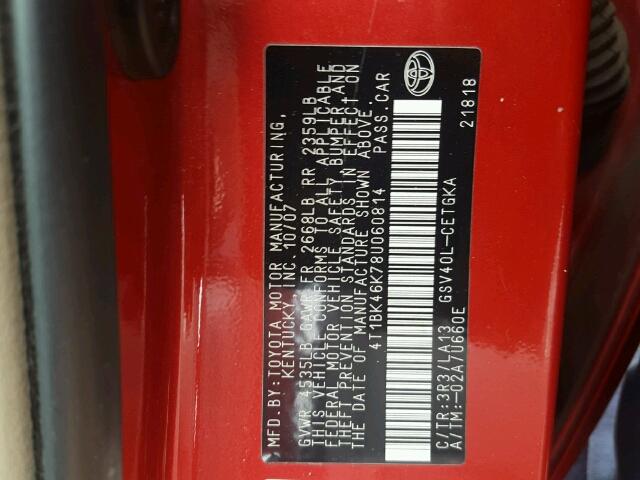 MFD.BY:TOYOTA MOTOR MANUFACTURING,
KENTUCKY, INC. 10/07
GVWR 4535LB GAWR FR 2668LB RR 2359LB
THIS VEHICLE CONFORMS TO ALL APPLICABLE
FEDERAL MOTOR VEHICLE SAFETY, BUMPER, AND
THEFT PREVENTION STANDARDS IN EFFECT ON
THE DATE OF MANUFACTURE SHOWN ABOVE.
4T1BK46K78U060814 PASS.CAR
C/TR:3R3/LA13 GSV40L-CETGKA
A/TM:-02A/U660E 21818